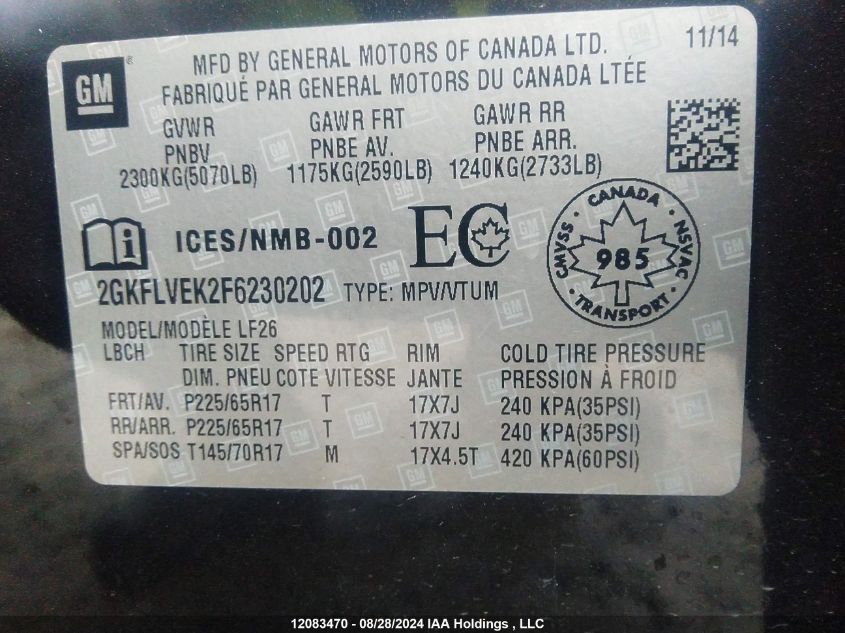 GM
MFD BY GENERAL MOTORS OF CANADA LTD. 11/14
FABRIQUÉ PAR GENERAL MOTORS DU CANADA LTÉE
GVWR GAWR FRT GAWR RR
PNBV PNBE AV. PNBE ARR.
2300KG(5070LB) 1175KG(2590LB) 1240KG(2733LB)
i ICES/NMB-002 EC
CANADA
CMVSS 985 NSVAC
TRANSPORT
2GKFLVEK2F6230202 TYPE: MPV/VTUM
MODEL/MODÈLE LF26
LBCH TIRE SIZE SPEED RTG RIM COLD TIRE PRESSURE
DIM. PNEU COTE VITESSE JANTE PRESSION À FROID
FRT/AV. P225/65R17 T 17X7J 240 KPA(35PSI)
RR/ARR. P225/65R17 T 17X7J 240 KPA(35PSI)
SPA/SOS T145/70R17 M 17X4.5T 420 KPA(60PSI)
12083470 - 08/28/2024 IAA Holdings , LLC